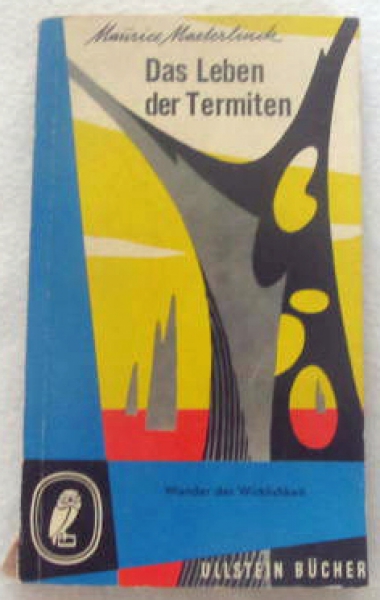 Maurice Maeterlinck
Das Leben
der Termiten
Wunder der Wirklichkeit
ULLSTEIN BÜCHER